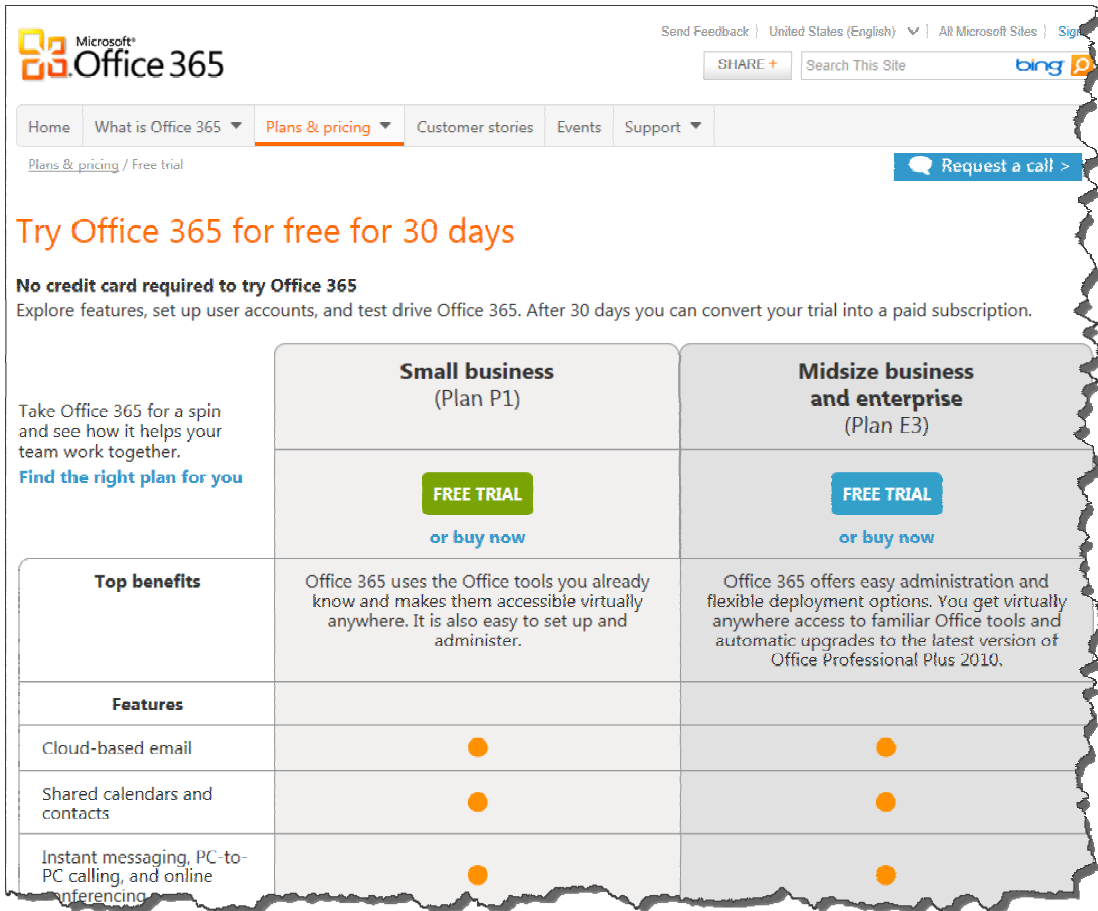 Send Feedback | United States (English) | All Microsoft Sites | Sign
Microsoft®
Office 365
SHARE +
Search This Site
bing
Home
What is Office 365
Plans & pricing
Customer stories
Events
Support
Plans & pricing / Free trial
Request a call >
Try Office 365 for free for 30 days
No credit card required to try Office 365
Explore features, set up user accounts, and test drive Office 365. After 30 days you can convert your trial into a paid subscription.
Take Office 365 for a spin
and see how it helps your
team work together.
Find the right plan for you
Small business
(Plan P1)
Midsize business
and enterprise
(Plan E3)
FREE TRIAL
or buy now
FREE TRIAL
or buy now
Top benefits
Office 365 uses the Office tools you already
know and makes them accessible virtually
anywhere. It is also easy to set up and
administer.
Office 365 offers easy administration and
flexible deployment options. You get virtually
anywhere access to familiar Office tools and
automatic upgrades to the latest version of
Office Professional Plus 2010.
Features
Cloud-based email
Shared calendars and
contacts
Instant messaging, PC-to-
PC calling, and online
conferencing